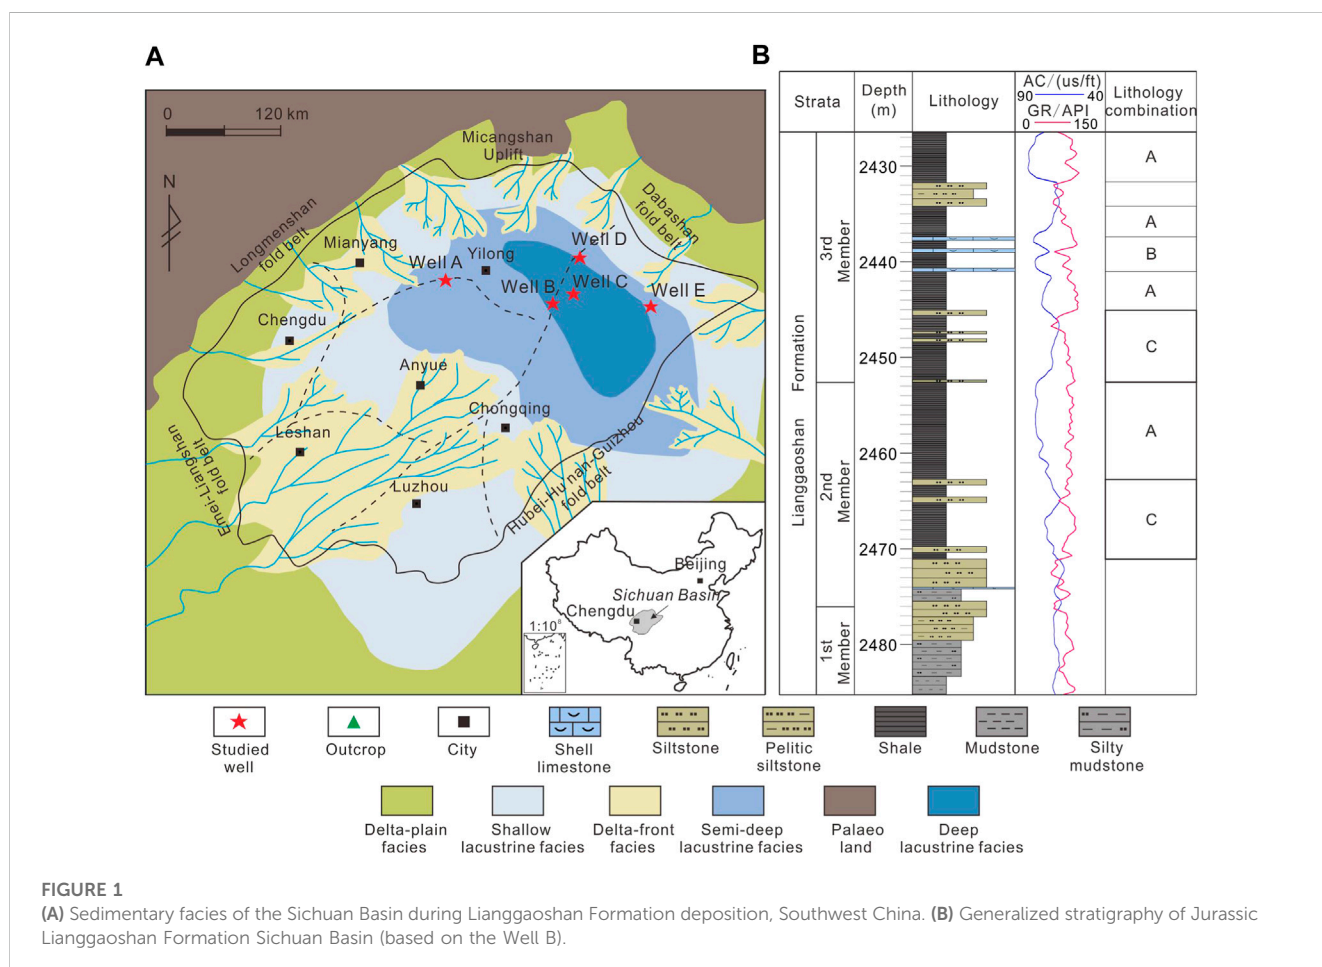 A
0 120 km
N
Micangshan
Uplift
Longmenshan
fold belt
Dabashan
fold belt
Mianyang
Well A
Yilong
Well D
Well B
Well C
Well E
Chengdu
Anyue
Chongqing
Leshan
Emei-Liangshan
fold belt
Luzhou
Hubei-Hu nan-Guizhou
fold belt
Beijing
Sichuan Basin
Chengdu
1:10°
B
Strata
Depth
(m)
Lithology
AC/(us/ft)
90 40
GR/API
0 150
Lithology
combination
Lianggaoshan Formation
3rd
Member
2nd
Member
1st
Member
2430
2440
2450
2460
2470
2480
A
A
B
A
C
A
C
Studied
well
Outcrop
City
Shell
limestone
Siltstone
Pelitic
siltstone
Shale
Mudstone
Silty
mudstone
Delta-plain
facies
Shallow
lacustrine facies
Delta-front
facies
Semi-deep
lacustrine facies
Palaeo
land
Deep
lacustrine facies
FIGURE 1
(A) Sedimentary facies of the Sichuan Basin during Lianggaoshan Formation deposition, Southwest China. (B) Generalized stratigraphy of Jurassic
Lianggaoshan Formation Sichuan Basin (based on the Well B).